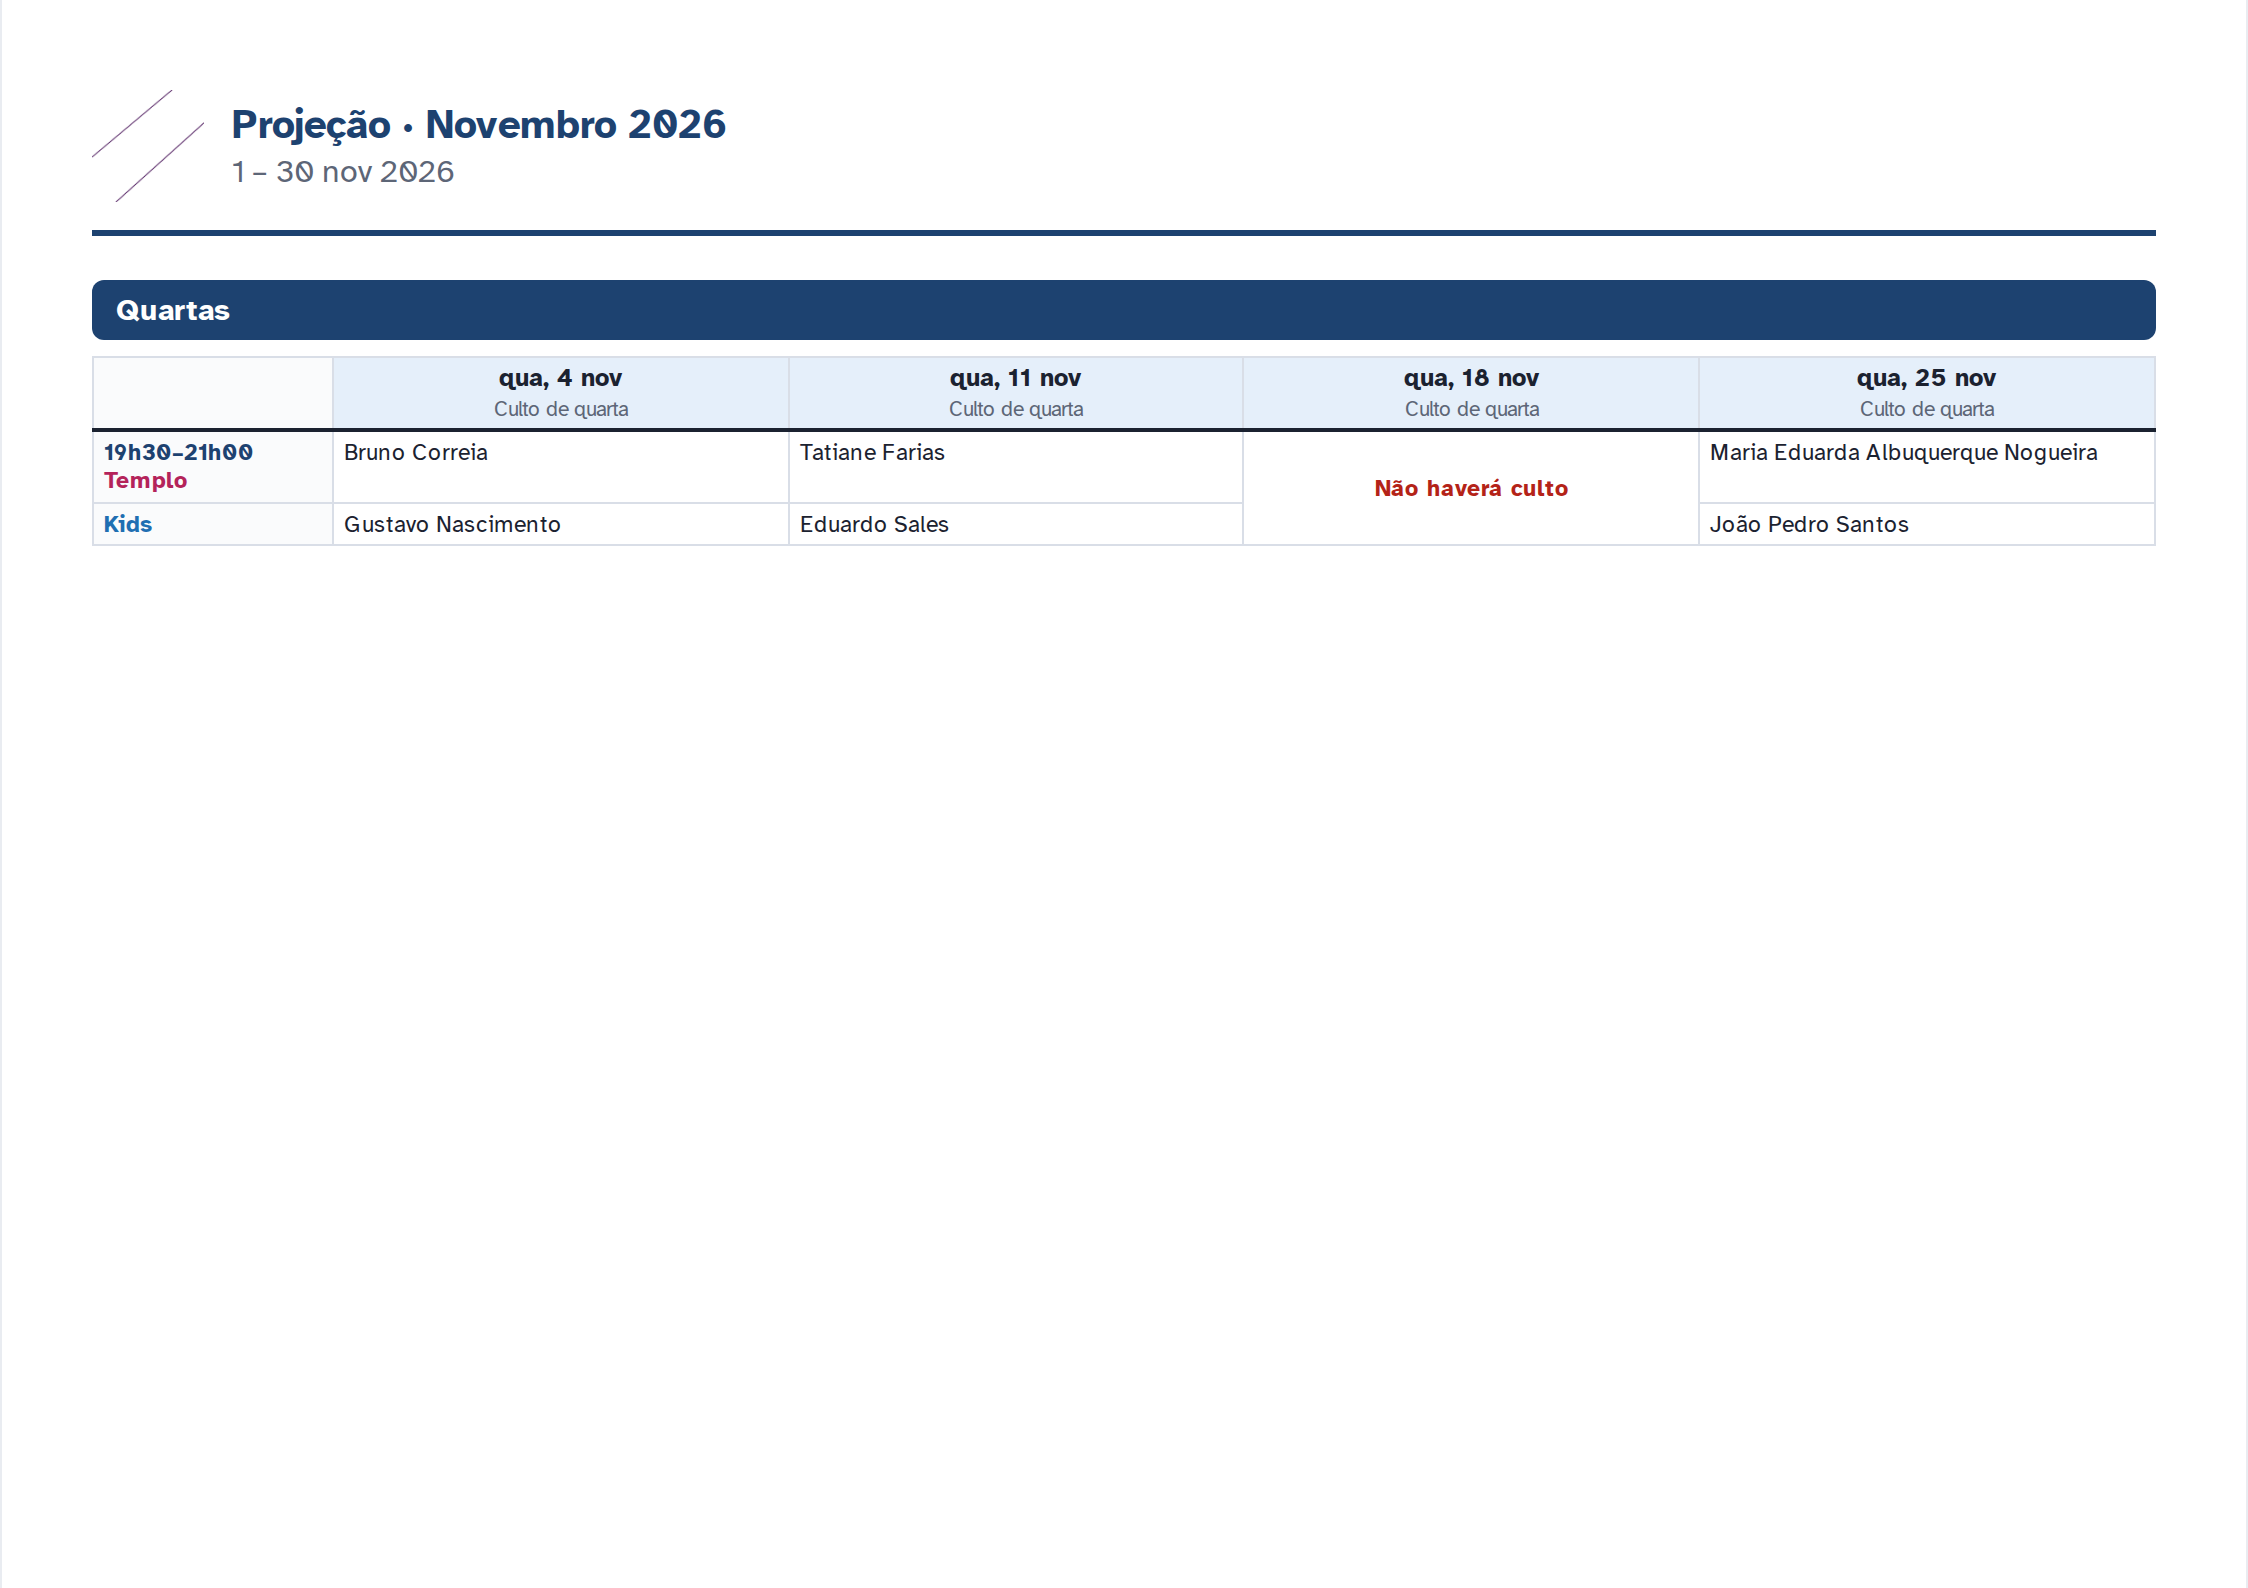 Projeção • Novembro 2026
1 – 30 nov 2026
Quartas
qua, 4 nov
Culto de quarta
qua, 11 nov
Culto de quarta
qua, 18 nov
Culto de quarta
qua, 25 nov
Culto de quarta
19h30–21h00
Templo
Bruno Correia
Tatiane Farias
Não haverá culto
Maria Eduarda Albuquerque Nogueira
Kids
Gustavo Nascimento
Eduardo Sales
João Pedro Santos